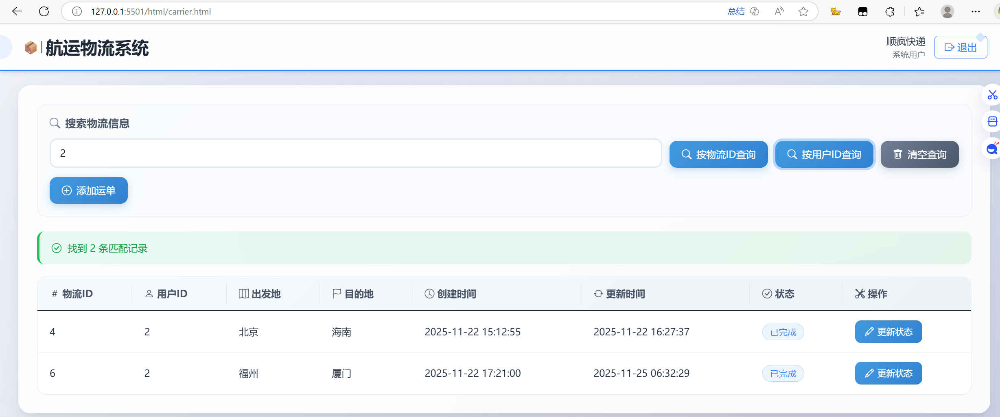 127.0.0.1:5501/html/carrier.html 总结
航运物流系统
顺疯快递
系统用户
退出
搜索物流信息
2
按物流ID查询
按用户ID查询
清空查询
添加运单
找到 2 条匹配记录
# 物流ID 用户ID 出发地 目的地 创建时间 更新时间 状态 操作
4 2 北京 海南 2025-11-22 15:12:55 2025-11-22 16:27:37 已完成 更新状态
6 2 福州 厦门 2025-11-22 17:21:00 2025-11-25 06:32:29 已完成 更新状态